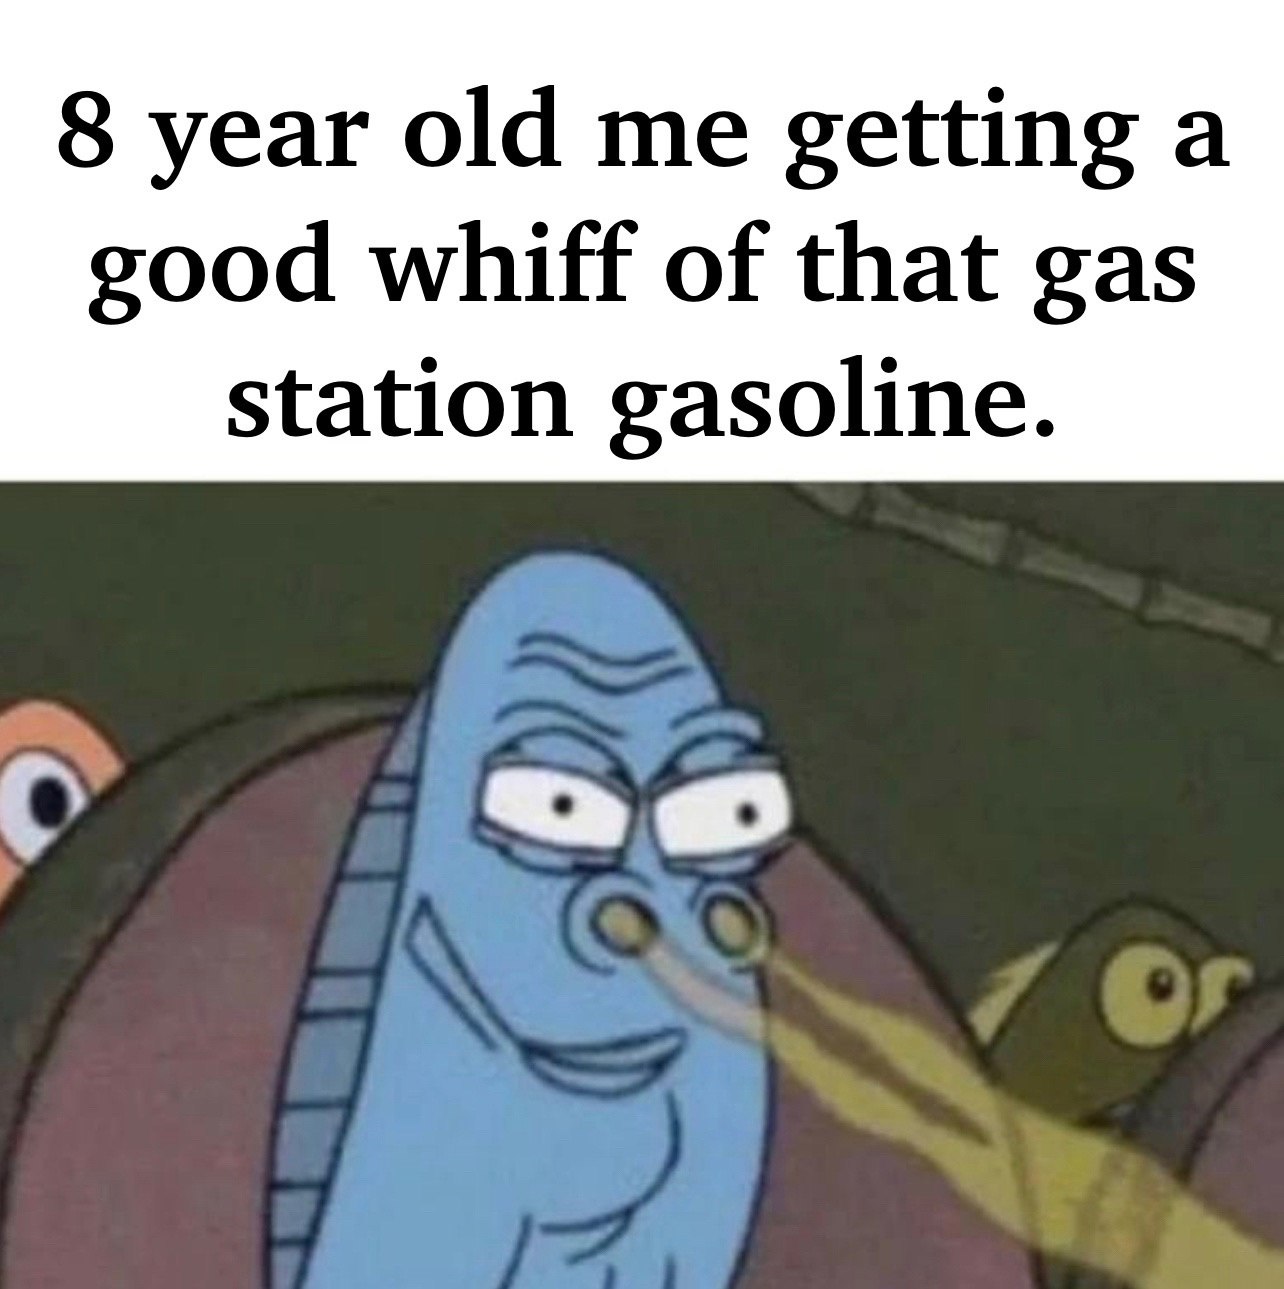 8 year old me getting a
good whiff of that gas
station gasoline.